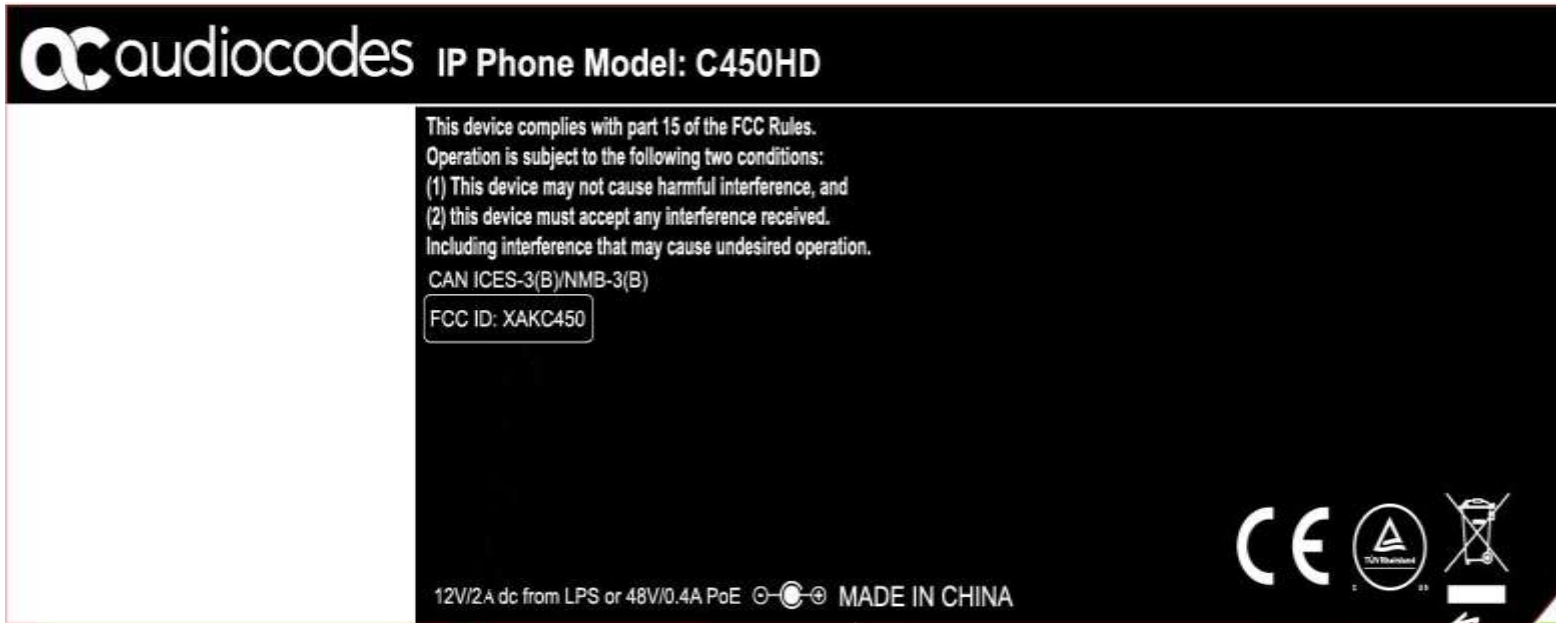 audiocodes IP Phone Model: C450HD
This device complies with part 15 of the FCC Rules.
Operation is subject to the following two conditions:
(1) This device may not cause harmful interference, and
(2) this device must accept any interference received.
Including interference that may cause undesired operation.
CAN ICES-3(B)/NMB-3(B)
FCC ID: XAKC450
CE
TÜVRheinland
12V/2A dc from LPS or 48V/0.4A PoE MADE IN CHINA